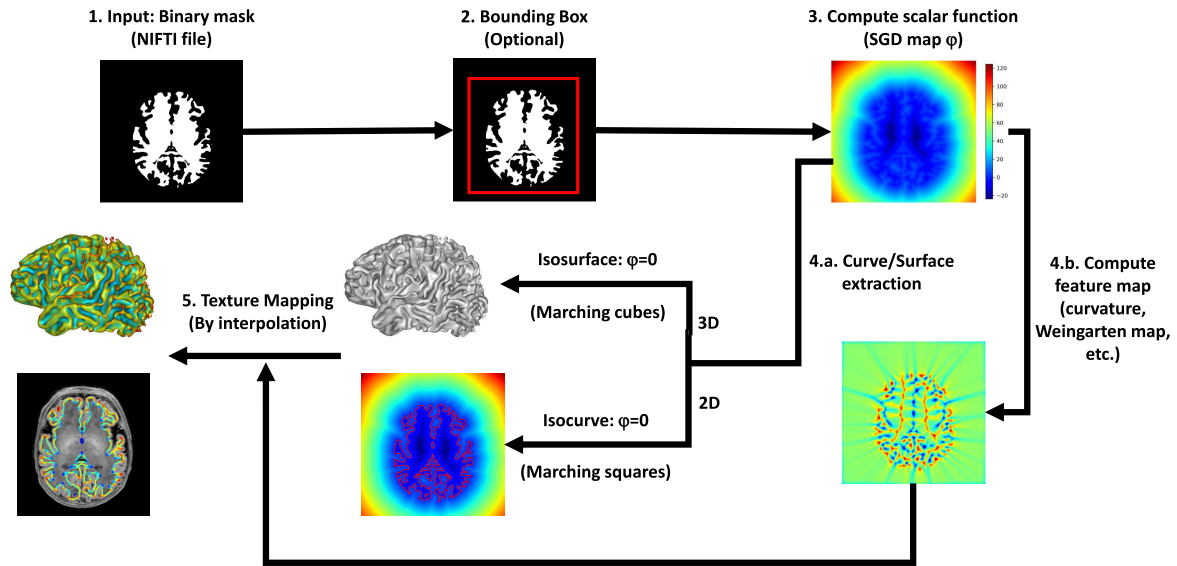 1. Input: Binary mask
(NIFTI file)
2. Bounding Box
(Optional)
3. Compute scalar function
(SGD map φ)
120
100
80
60
40
20
0
−20
4.a. Curve/Surface
extraction
4.b. Compute
feature map
(curvature,
Weingarten map,
etc.)
Isosurface: φ=0
(Marching cubes)
3D
2D
Isocurve: φ=0
(Marching squares)
5. Texture Mapping
(By interpolation)